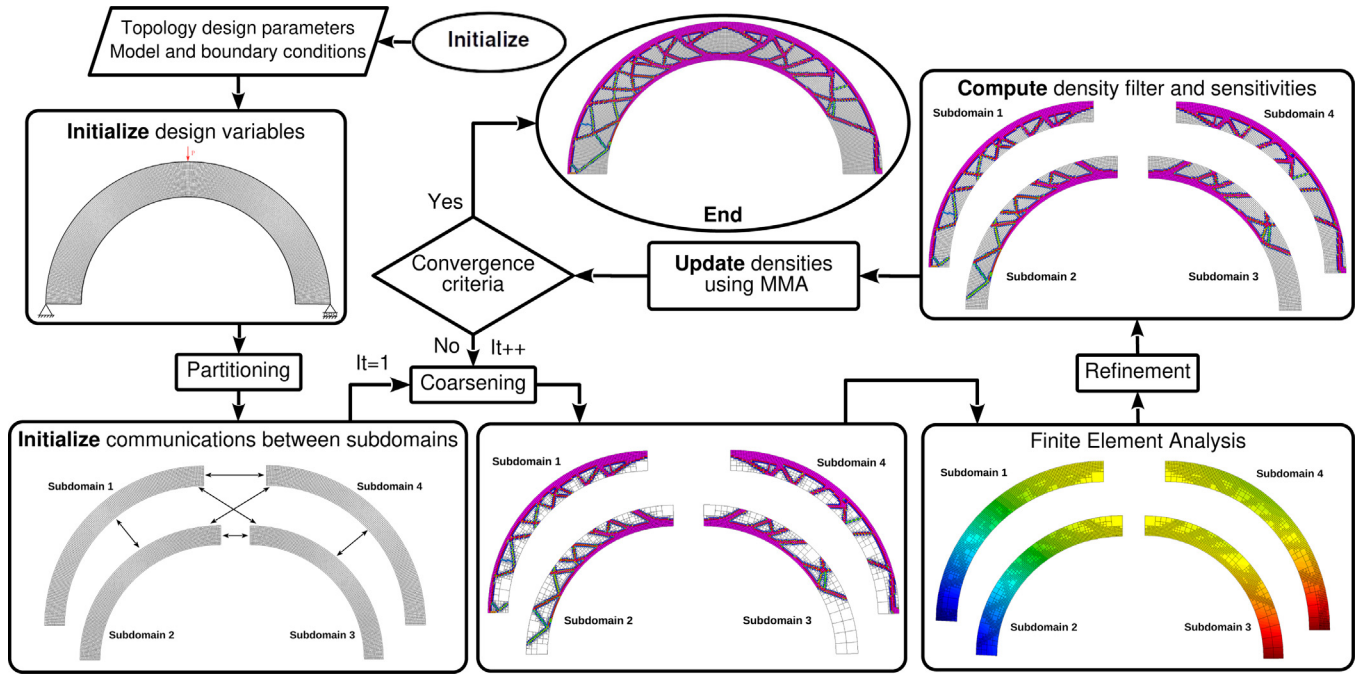 Initialize
Topology design parameters
Model and boundary conditions
Initialize design variables
Partitioning
Initialize communications between subdomains
Subdomain 1
Subdomain 4
Subdomain 2
Subdomain 3
It=1
Coarsening
Subdomain 1
Subdomain 4
Subdomain 2
Subdomain 3
Finite Element Analysis
Subdomain 1
Subdomain 4
Subdomain 2
Subdomain 3
Refinement
Compute density filter and sensitivities
Subdomain 1
Subdomain 4
Subdomain 2
Subdomain 3
Update densities
using MMA
Convergence
criteria
No
It++
Yes
End